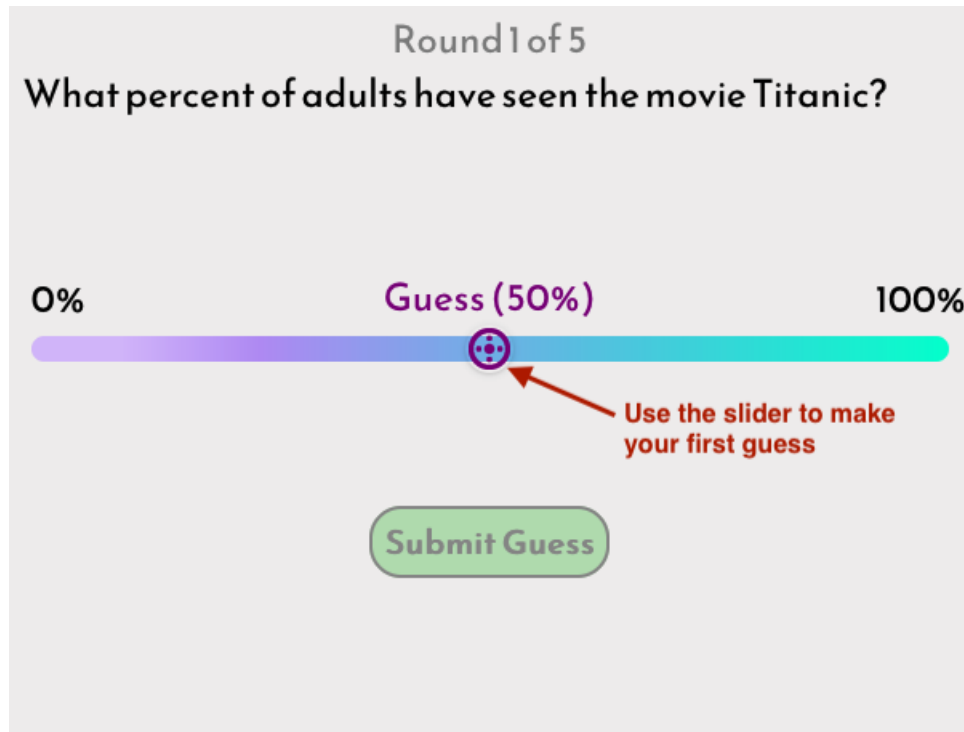 Round 1 of 5
What percent of adults have seen the movie Titanic?
0% Guess (50%) 100%
Use the slider to make
your first guess
Submit Guess